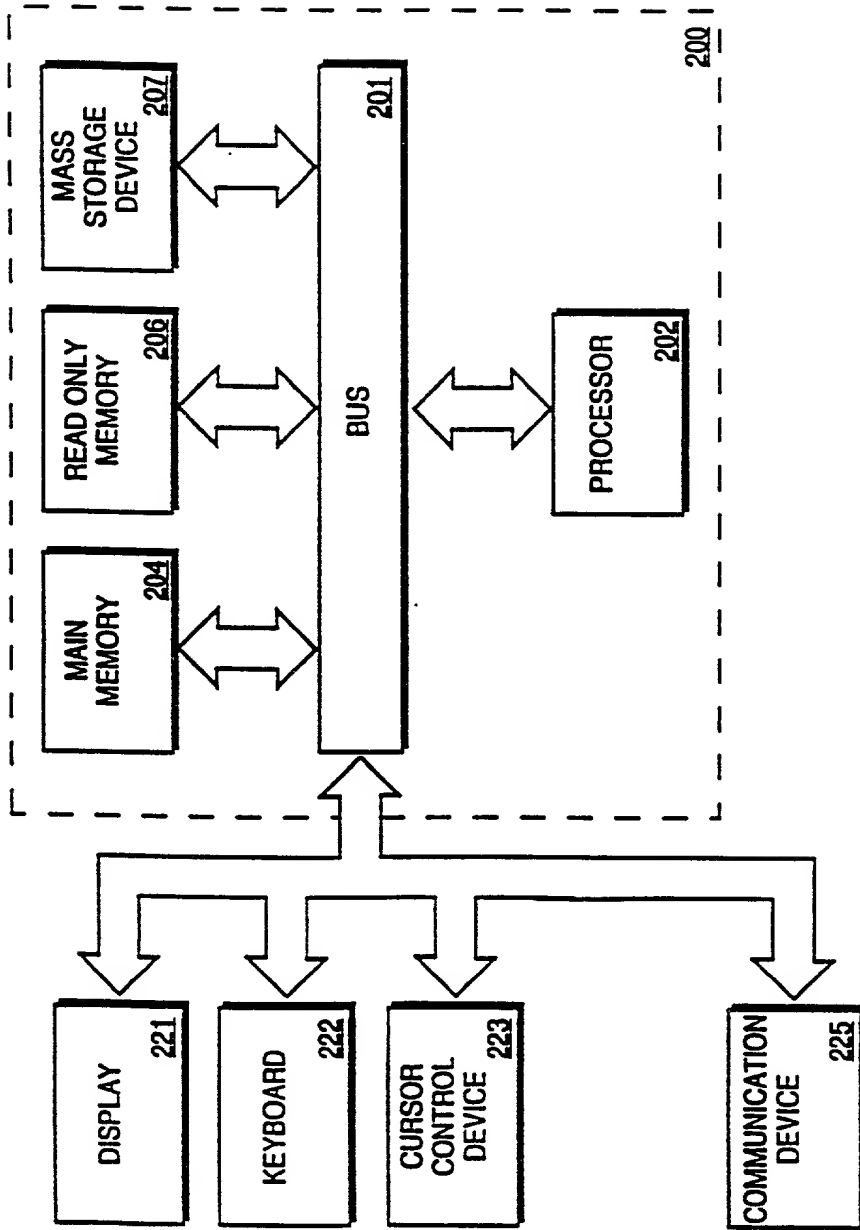 DISPLAY
221
KEYBOARD
222
CURSOR
CONTROL
DEVICE
223
COMMUNICATION
DEVICE
225
MAIN
MEMORY
204
READ ONLY
MEMORY
206
MASS
STORAGE
DEVICE
207
BUS
201
PROCESSOR
202
200